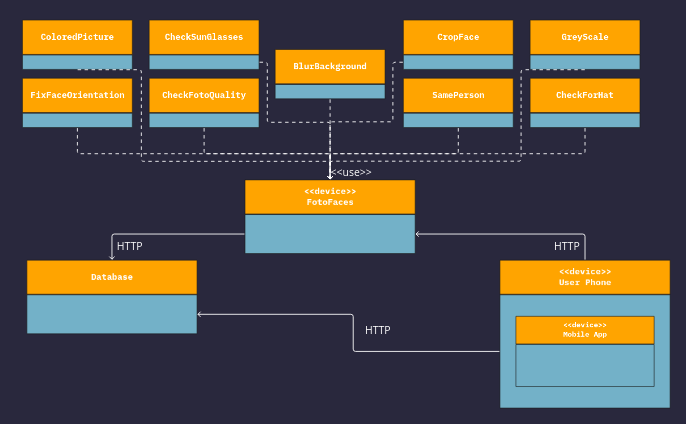 ColoredPicture
CheckSunGlasses
BlurBackground
CropFace
GreyScale
FixFaceOrientation
CheckFotoQuality
SamePerson
CheckForHat
<<use>>
<<device>>
FotoFaces
HTTP
HTTP
Database
<<device>>
User Phone
HTTP
<<device>>
Mobile App